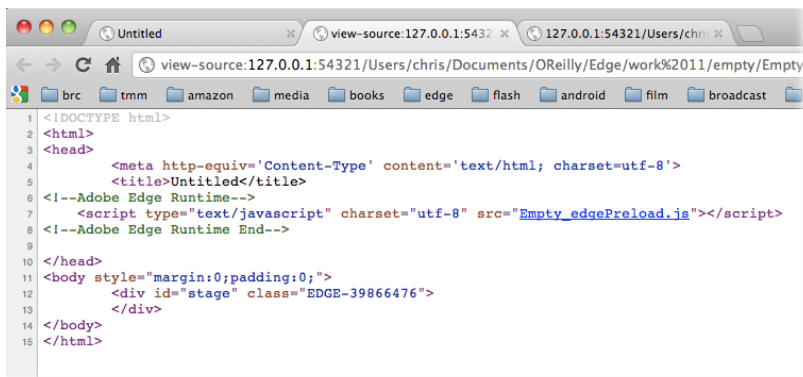 Untitled
view-source:127.0.0.1:5432
127.0.0.1:54321/Users/chri
view-source:127.0.0.1:54321/Users/chris/Documents/OReilly/Edge/work%2011/empty/Empty
brc tmm amazon media books edge flash android film broadcast
1 <!DOCTYPE html>
2 <html>
3 <head>
4 <meta http-equiv='Content-Type' content='text/html; charset=utf-8'>
5 <title>Untitled</title>
6 <!--Adobe Edge Runtime-->
7 <script type="text/javascript" charset="utf-8" src="Empty_edgePreload.js"></script>
8 <!--Adobe Edge Runtime End-->
9
10 </head>
11 <body style="margin:0;padding:0;">
12 <div id="stage" class="EDGE-39866476">
13 </div>
14 </body>
15 </html>